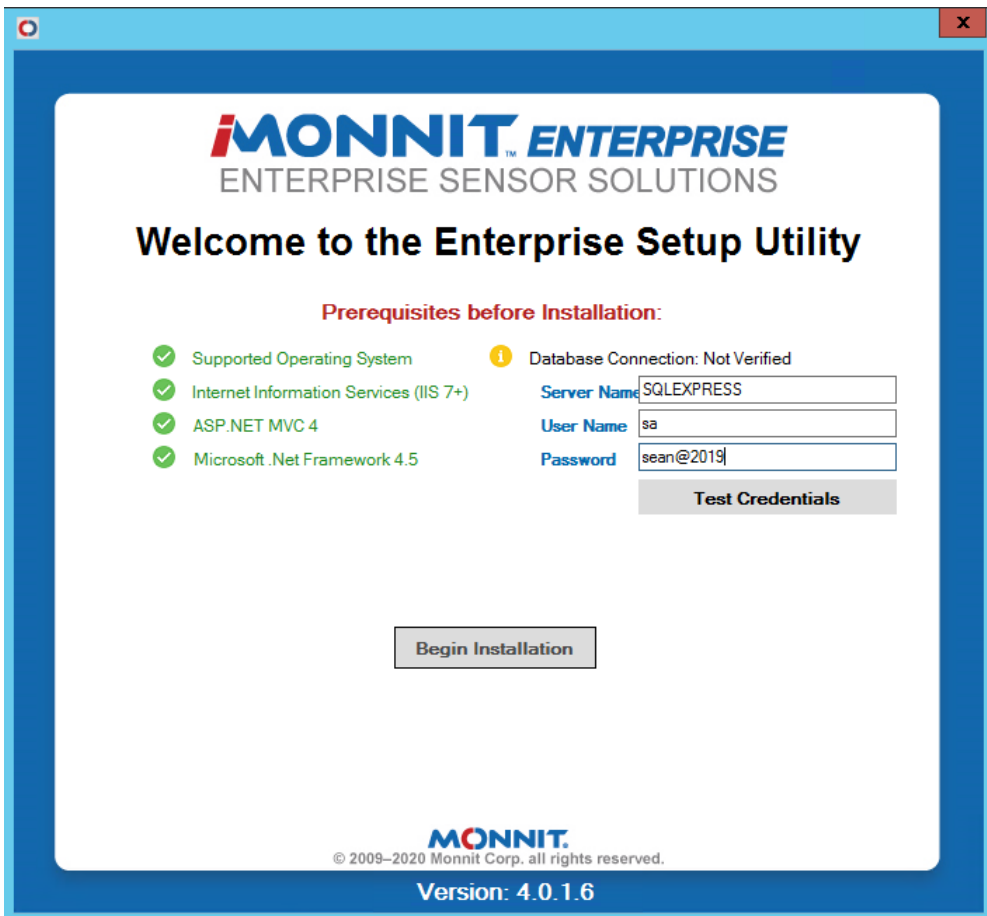 x
iMONNIT™ ENTERPRISE
ENTERPRISE SENSOR SOLUTIONS
Welcome to the Enterprise Setup Utility
Prerequisites before Installation:
Supported Operating System
Internet Information Services (IIS 7+)
ASP.NET MVC 4
Microsoft .Net Framework 4.5
i Database Connection: Not Verified
Server Name SQLEXPRESS
User Name sa
Password sean@2019
Test Credentials
Begin Installation
MONNIT.
© 2009–2020 Monnit Corp. all rights reserved.
Version: 4.0.1.6